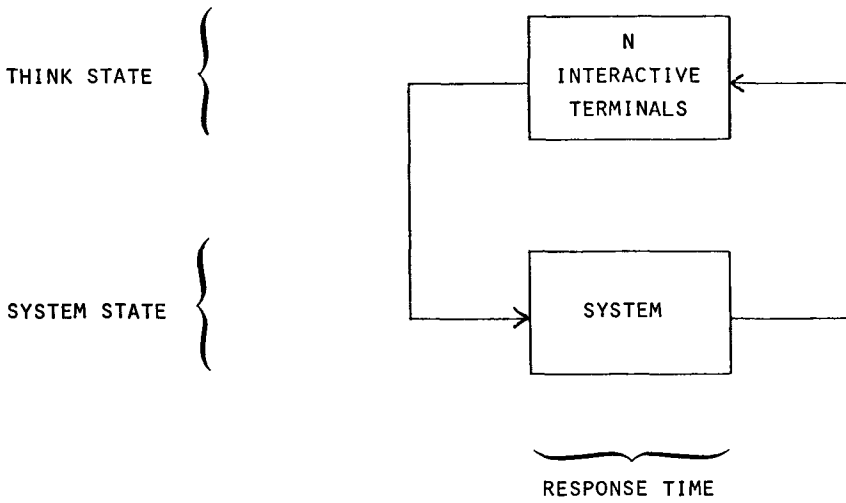 N
INTERACTIVE
TERMINALS
THINK STATE
SYSTEM STATE
SYSTEM
RESPONSE TIME